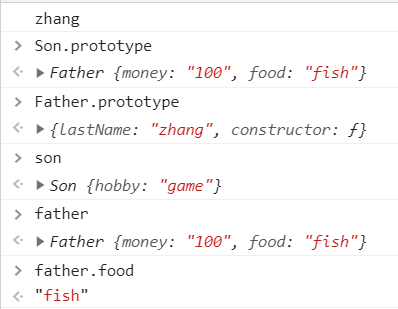 zhang
> Son.prototype
<· ▶Father {money: "100", food: "fish"}
> Father.prototype
<· ▶{lastName: "zhang", constructor: ƒ}
> son
<· ▶Son {hobby: "game"}
> father
<· ▶Father {money: "100", food: "fish"}
> father.food
<· "fish"